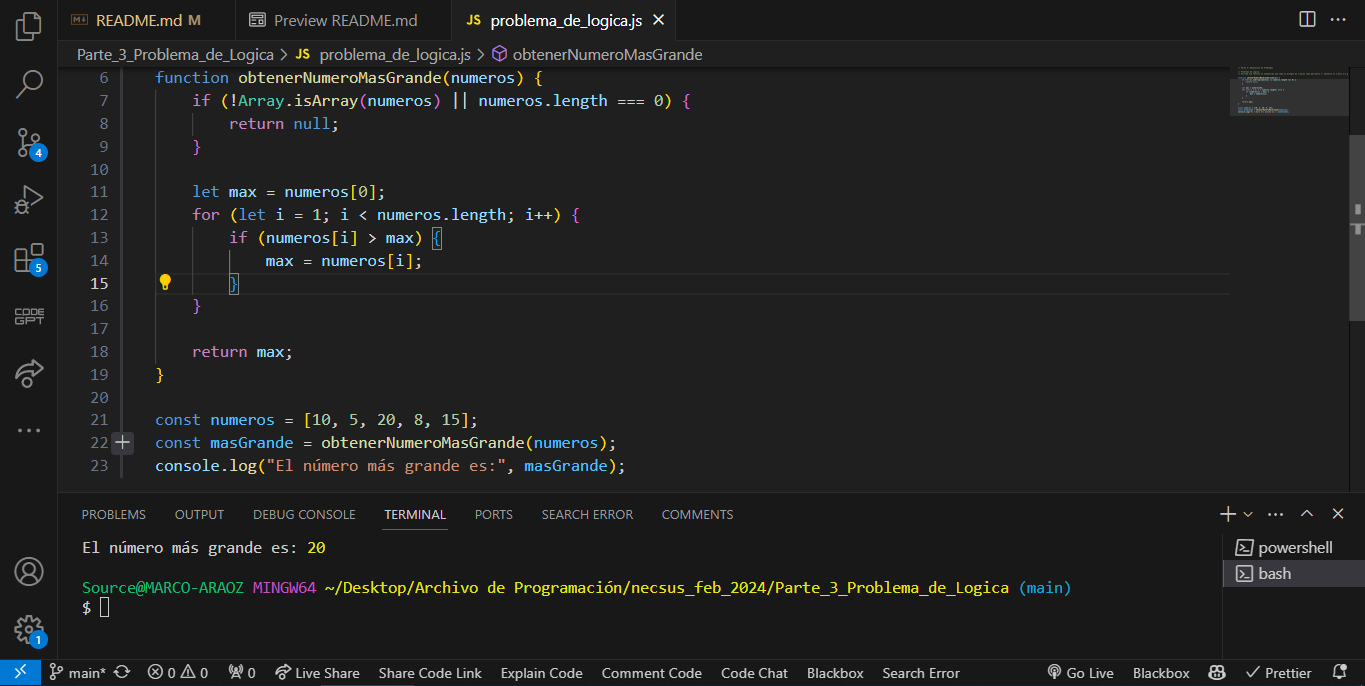 README.md M
Preview README.md
JS problema_de_logica.js
Parte_3_Problema_de_Logica > JS problema_de_logica.js > obtenerNumeroMasGrande
6 function obtenerNumeroMasGrande(numeros) {
7 if (!Array.isArray(numeros) || numeros.length === 0) {
8 return null;
9 }
10
11 let max = numeros[0];
12 for (let i = 1; i < numeros.length; i++) {
13 if (numeros[i] > max) {
14 max = numeros[i];
15 }
16 }
17
18 return max;
19 }
20
21 const numeros = [10, 5, 20, 8, 15];
22 const masGrande = obtenerNumeroMasGrande(numeros);
23 console.log("El número más grande es:", masGrande);
4
5
CODE
GPT
1
PROBLEMS OUTPUT DEBUG CONSOLE TERMINAL PORTS SEARCH ERROR COMMENTS
El número más grande es: 20
Source@MARCO-ARAOZ MINGW64 ~/Desktop/Archivo de Programación/necsus_feb_2024/Parte_3_Problema_de_Logica (main)
$
powershell
bash
main* 0 0 0 Live Share Share Code Link Explain Code Comment Code Code Chat Blackbox Search Error Go Live Blackbox Prettier